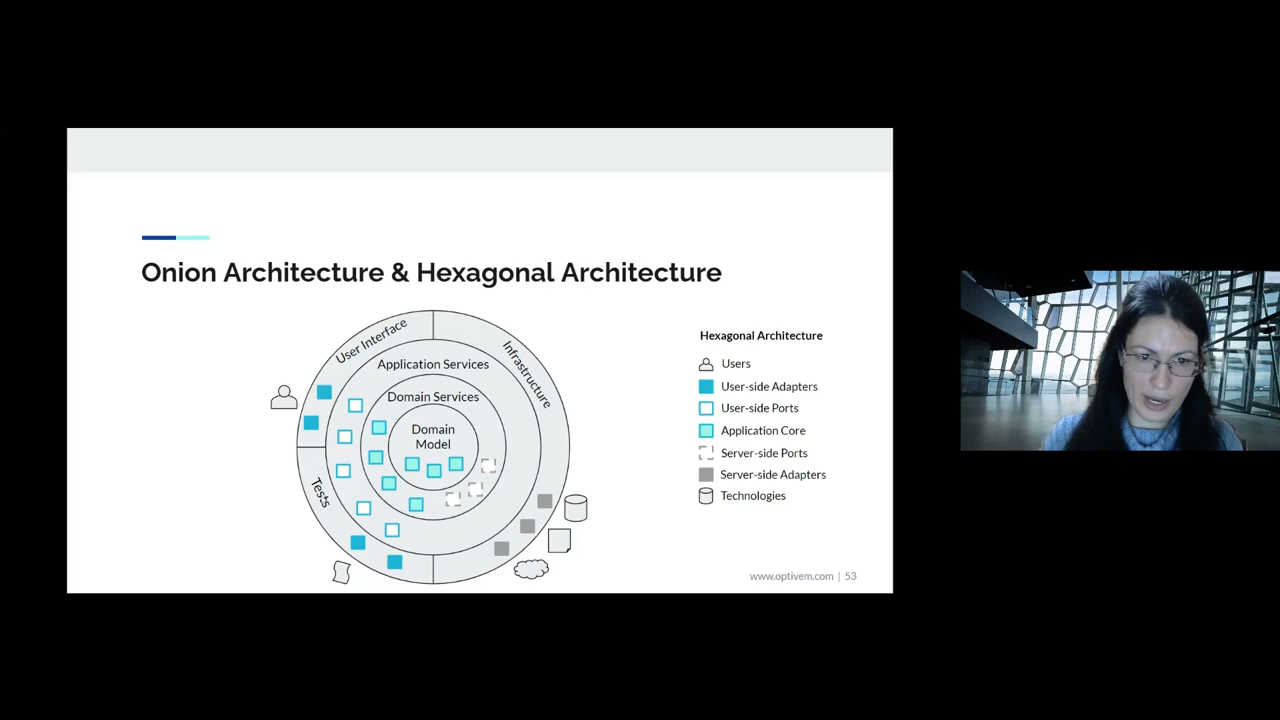 Onion Architecture & Hexagonal Architecture
User Interface
Infrastructure
Application Services
Domain Services
Domain
Model
Tests
Hexagonal Architecture
Users
User-side Adapters
User-side Ports
Application Core
Server-side Ports
Server-side Adapters
Technologies
www.optivem.com | 53